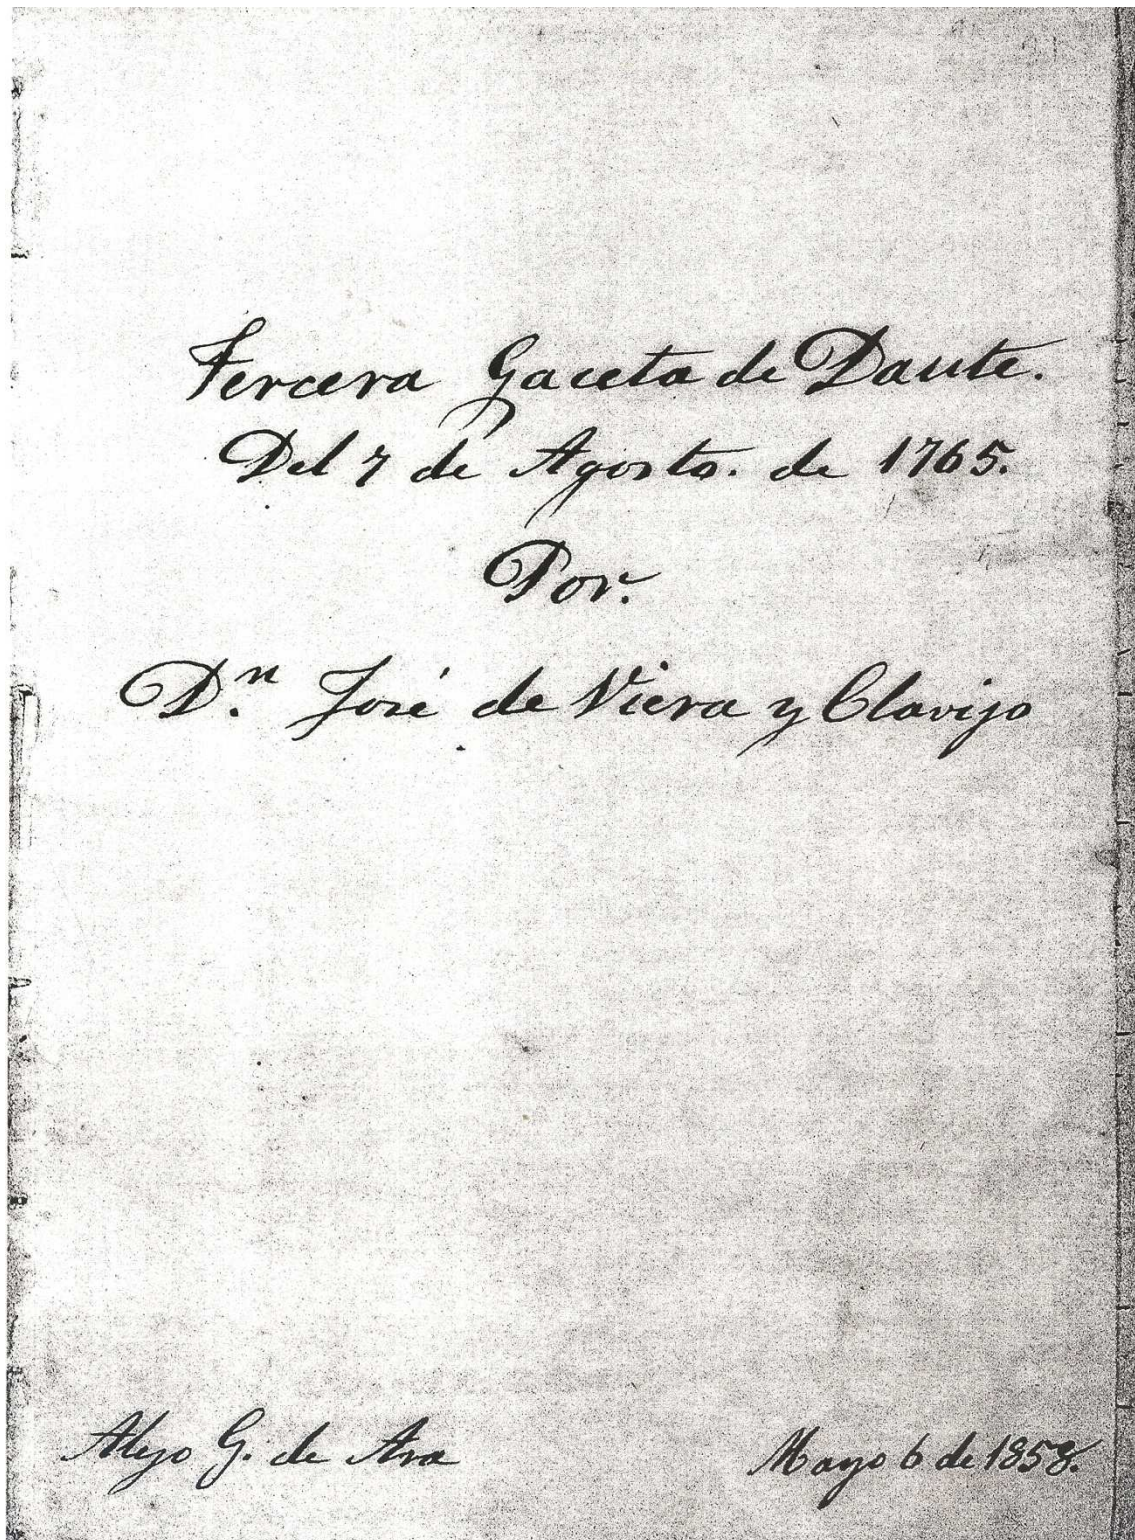 Tercera Gaceta de Daute.
Del 7 de Agosto. de 1765.
Por.
D.ⁿ José de Viera y Clavijo
Alejo G. de Ara
Mayo 6 de 1858.